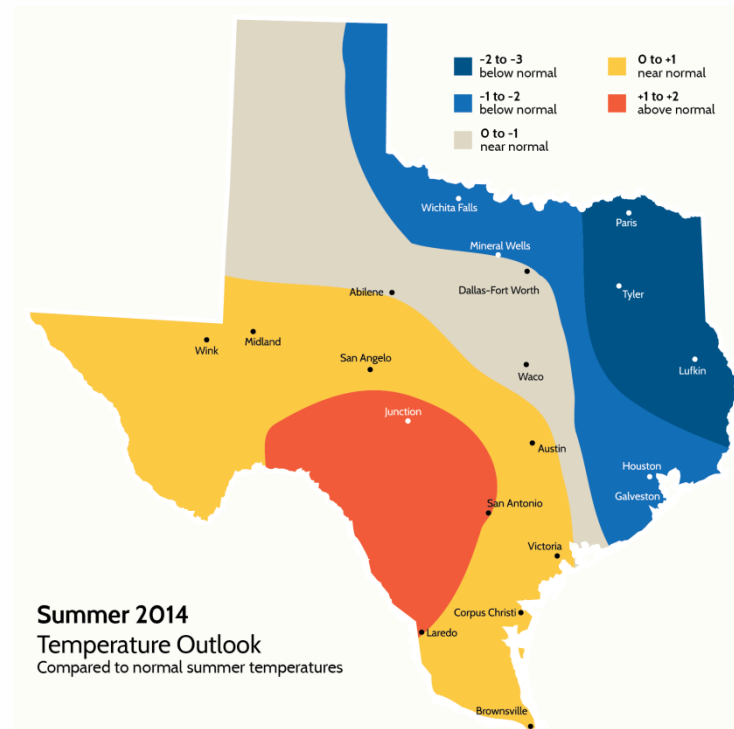 -2 to -3
below normal
-1 to -2
below normal
0 to -1
near normal
0 to +1
near normal
+1 to +2
above normal
Wichita Falls
Paris
Mineral Wells
Dallas-Fort Worth
Abilene
Tyler
Wink
Midland
San Angelo
Waco
Lufkin
Junction
Austin
Houston
Galveston
San Antonio
Victoria
Corpus Christi
Laredo
Brownsville
Summer 2014
Temperature Outlook
Compared to normal summer temperatures